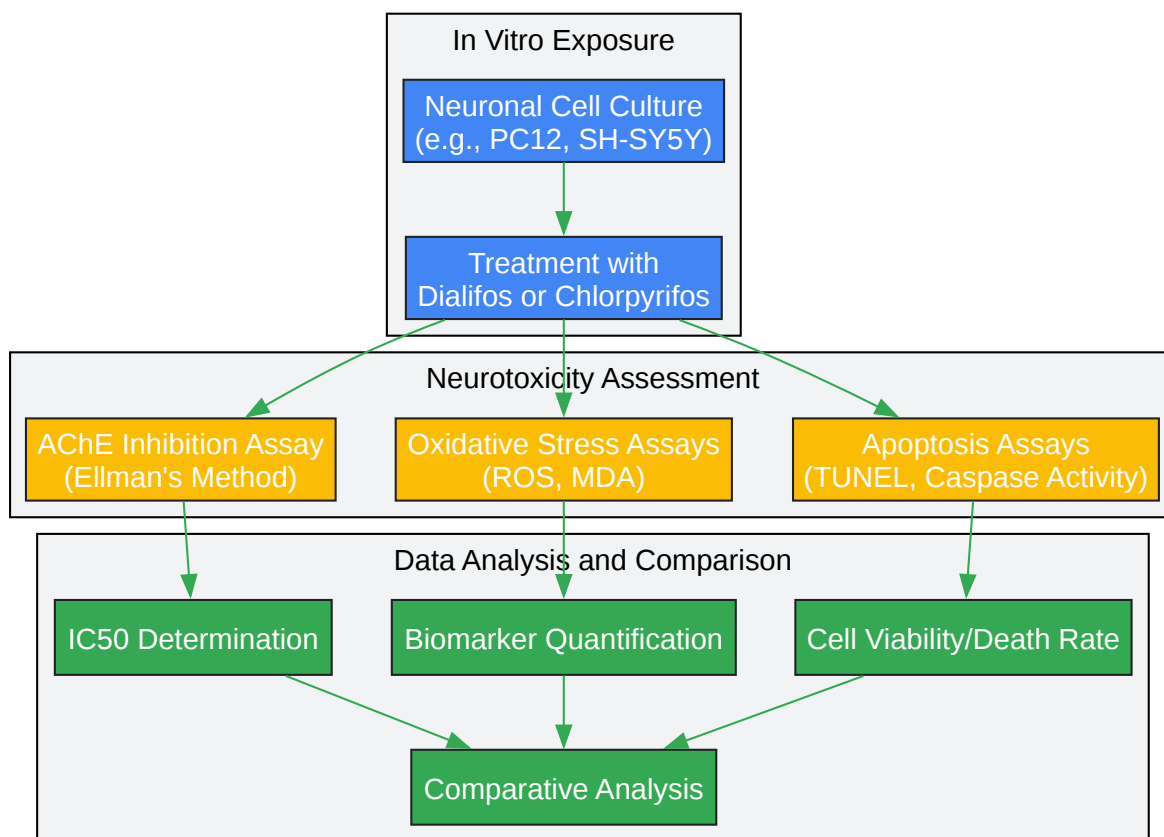 In Vitro Exposure
Neuronal Cell Culture
(e.g., PC12, SH-SY5Y)
Treatment with
Dialifos or Chlorpyrifos
Neurotoxicity Assessment
AChE Inhibition Assay
(Ellman's Method)
Oxidative Stress Assays
(ROS, MDA)
Apoptosis Assays
(TUNEL, Caspase Activity)
Data Analysis and Comparison
IC50 Determination
Biomarker Quantification
Cell Viability/Death Rate
Comparative Analysis